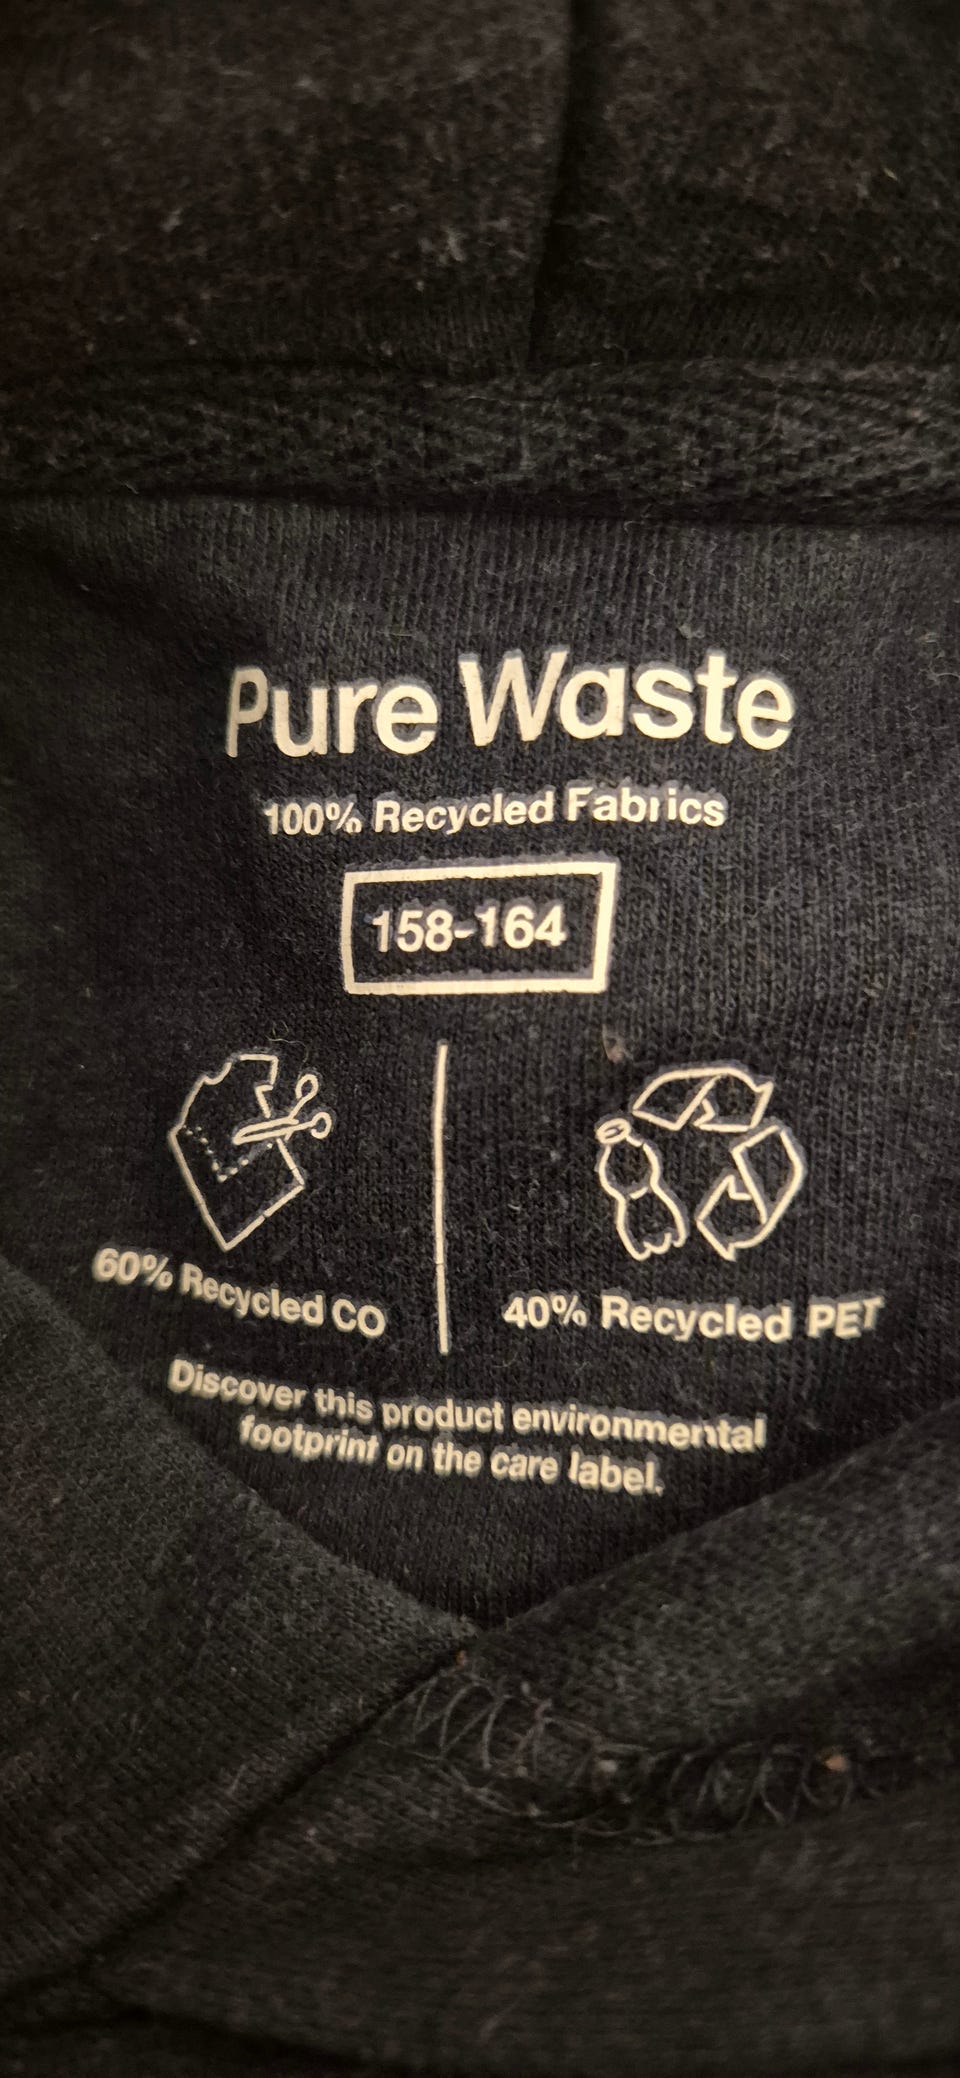 Pure Waste
100% Recycled Fabrics
158-164
60% Recycled CO
40% Recycled PET
Discover this product environmental
footprint on the care label.